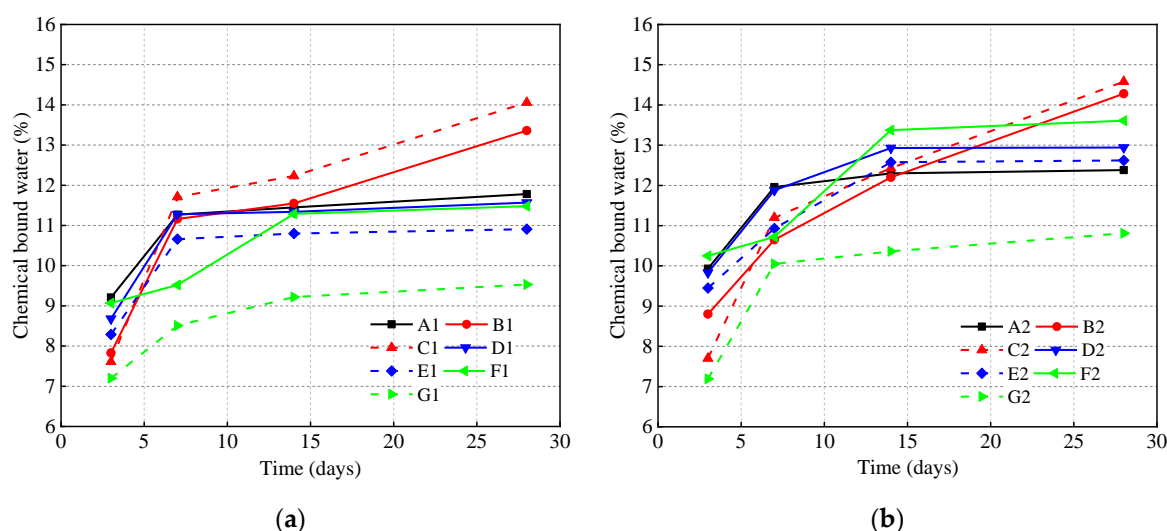 16
15
14
13
12
11
10
9
8
7
6
0 5 10 15 20 25 30
Chemical bound water (%)
Time (days)
A1 B1
C1 D1
E1 F1
G1
(a)
16
15
14
13
12
11
10
9
8
7
6
0 5 10 15 20 25 30
Chemical bound water (%)
Time (days)
A2 B2
C2 D2
E2 F2
G2
(b)